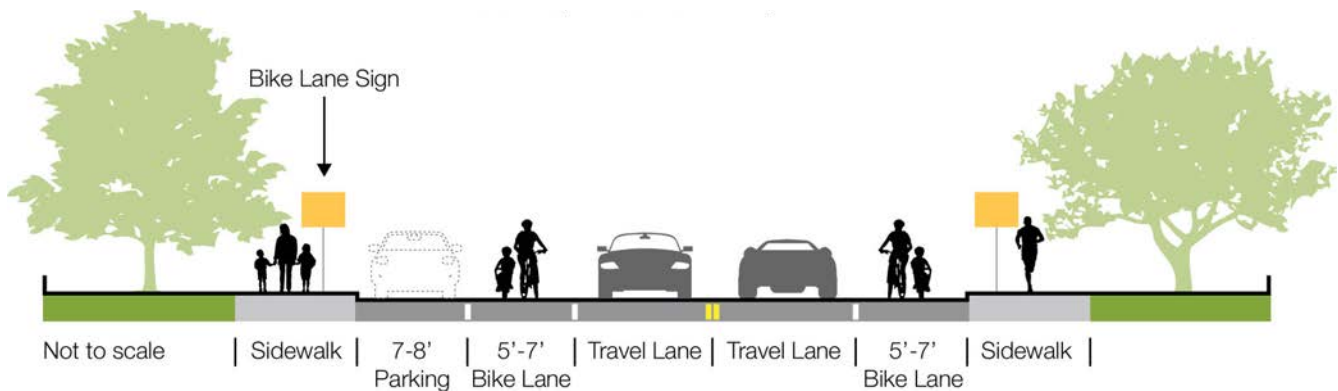 Bike Lane Sign
Not to scale
Sidewalk
7-8'
Parking
5'-7'
Bike Lane
Travel Lane
Travel Lane
5'-7'
Bike Lane
Sidewalk